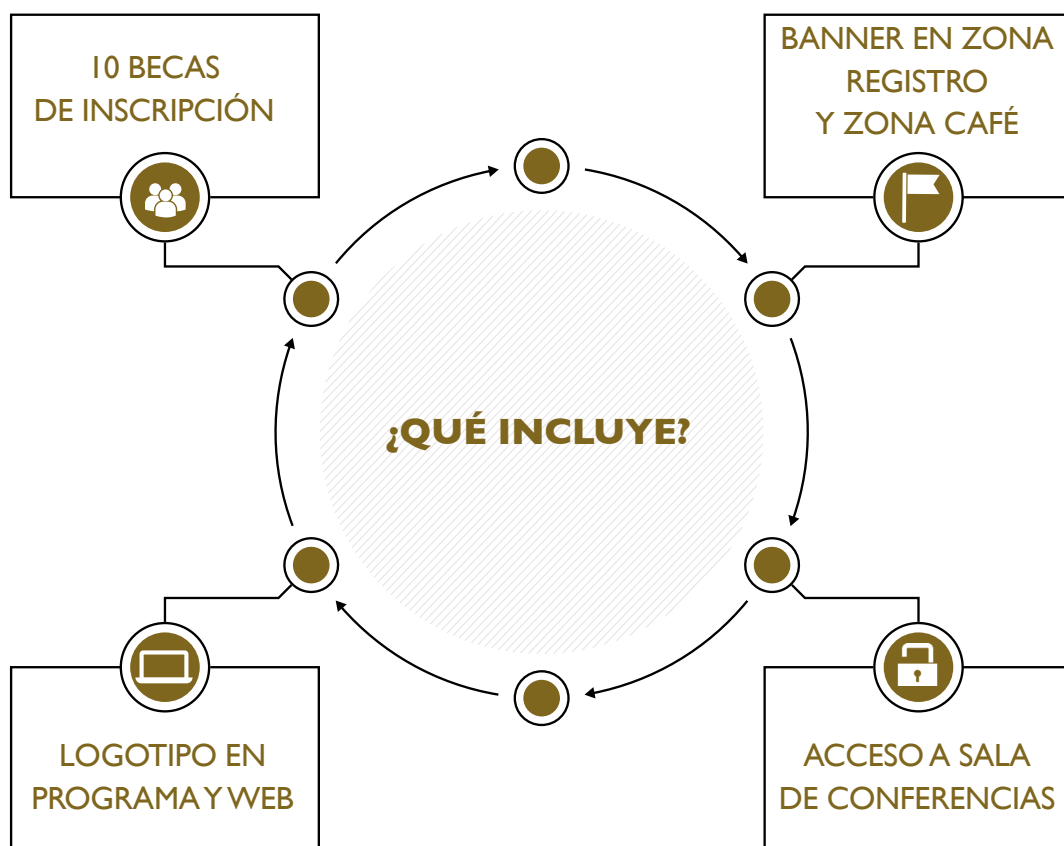 10 BECAS
DE INSCRIPCIÓN
BANNER EN ZONA
REGISTRO
Y ZONA CAFÉ
¿QUÉ INCLUYE?
LOGOTIPO EN
PROGRAMA Y WEB
ACCESO A SALA
DE CONFERENCIAS